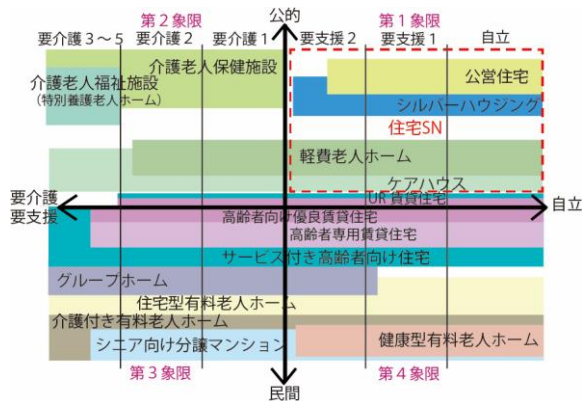 第２象限
公的
第１象限
要介護３〜５
要介護２
要介護１
要支援２
要支援１
自立
介護老人保健施設
公営住宅
介護老人福祉施設
（特別養護老人ホーム）
シルバーハウジング
住宅SN
軽費老人ホーム
ケアハウス
要介護
要支援
UR 賃貸住宅
自立
高齢者向け優良賃貸住宅
高齢者専用賃貸住宅
サービス付き高齢者向け住宅
グループホーム
住宅型有料老人ホーム
介護付き有料老人ホーム
シニア向け分譲マンション
健康型有料老人ホーム
第３象限
民間
第４象限